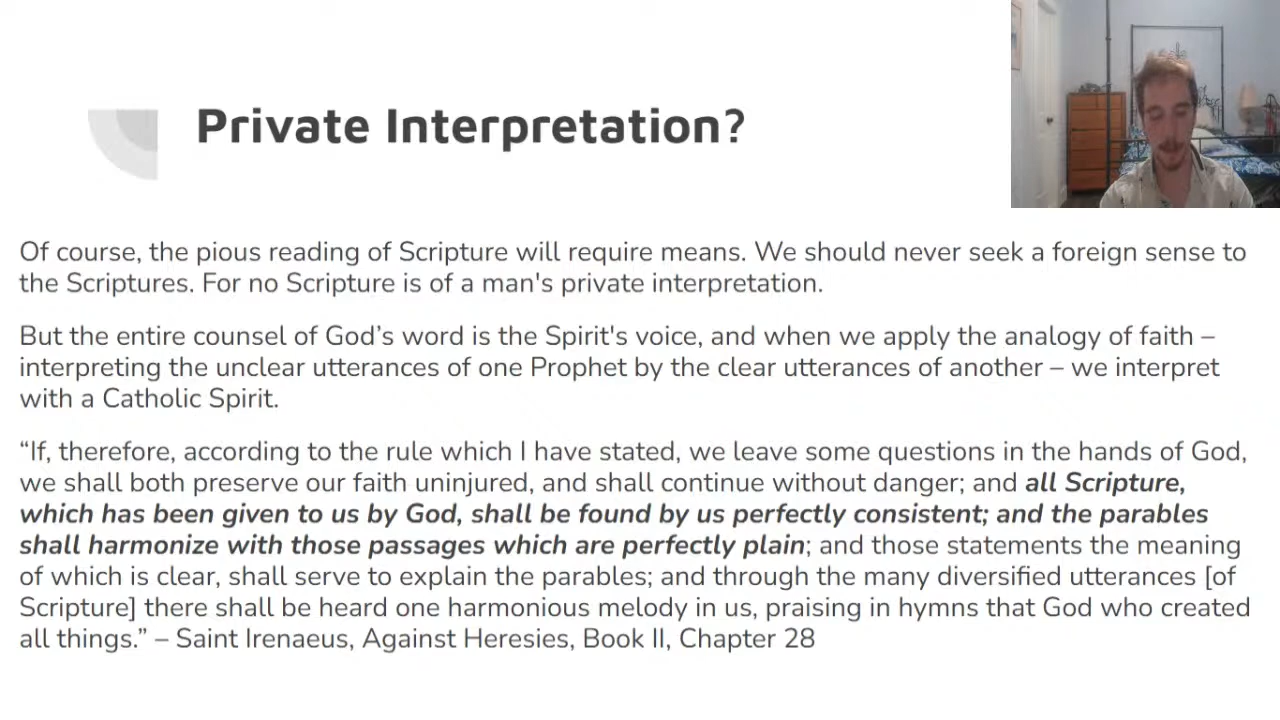 Private Interpretation?
Of course, the pious reading of Scripture will require means. We should never seek a foreign sense to
the Scriptures. For no Scripture is of a man's private interpretation.
But the entire counsel of God’s word is the Spirit's voice, and when we apply the analogy of faith –
interpreting the unclear utterances of one Prophet by the clear utterances of another – we interpret
with a Catholic Spirit.
“If, therefore, according to the rule which I have stated, we leave some questions in the hands of God,
we shall both preserve our faith uninjured, and shall continue without danger; and all Scripture,
which has been given to us by God, shall be found by us perfectly consistent; and the parables
shall harmonize with those passages which are perfectly plain; and those statements the meaning
of which is clear, shall serve to explain the parables; and through the many diversified utterances [of
Scripture] there shall be heard one harmonious melody in us, praising in hymns that God who created
all things.” – Saint Irenaeus, Against Heresies, Book II, Chapter 28